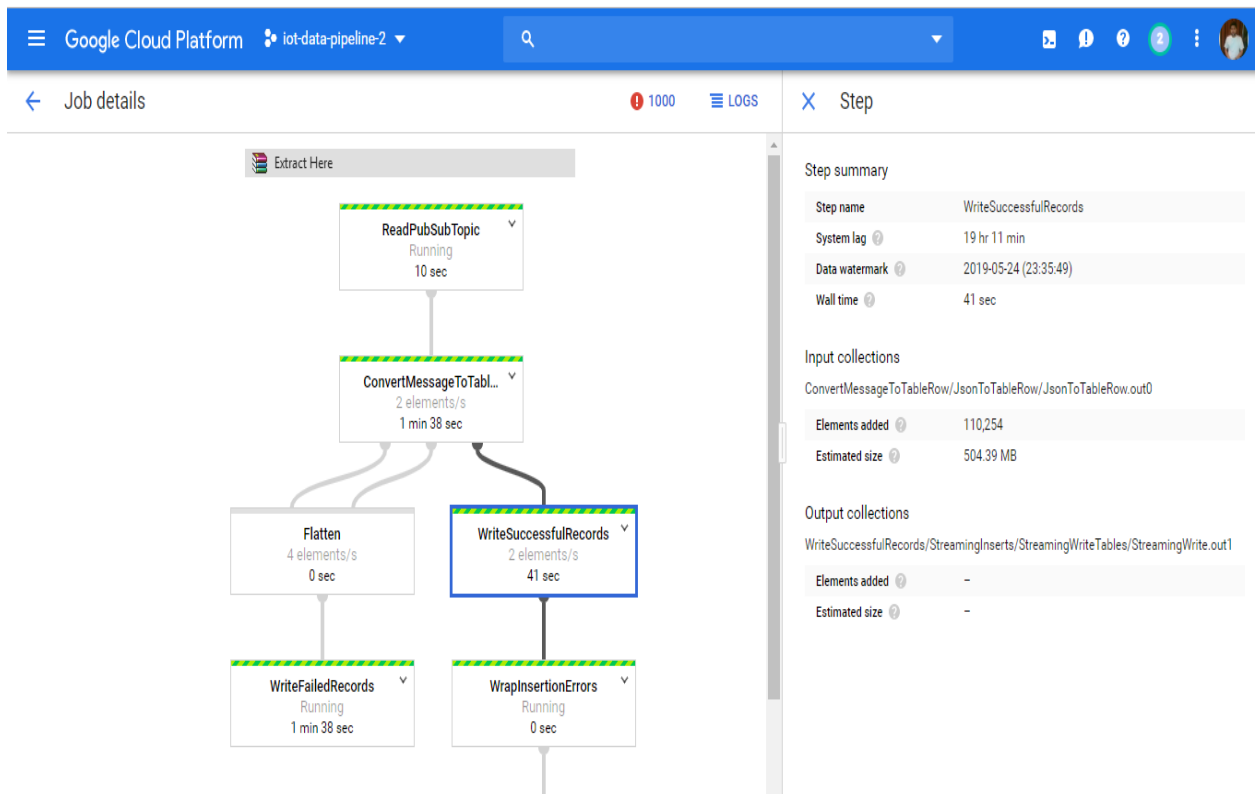 Google Cloud Platform iot-data-pipeline-2 2
Job details 1000 LOGS
Extract Here
ReadPubSubTopic
Running
10 sec
ConvertMessageToTabl...
2 elements/s
1 min 38 sec
Flatten
4 elements/s
0 sec
WriteSuccessfulRecords
2 elements/s
41 sec
WriteFailedRecords
Running
1 min 38 sec
WrapInsertionErrors
Running
0 sec
Step
Step summary
Step name WriteSuccessfulRecords
System lag 19 hr 11 min
Data watermark 2019-05-24 (23:35:49)
Wall time 41 sec
Input collections
ConvertMessageToTableRow/JsonToTableRow/JsonToTableRow.out0
Elements added 110,254
Estimated size 504.39 MB
Output collections
WriteSuccessfulRecords/StreamingInserts/StreamingWriteTables/StreamingWrite.out1
Elements added –
Estimated size –